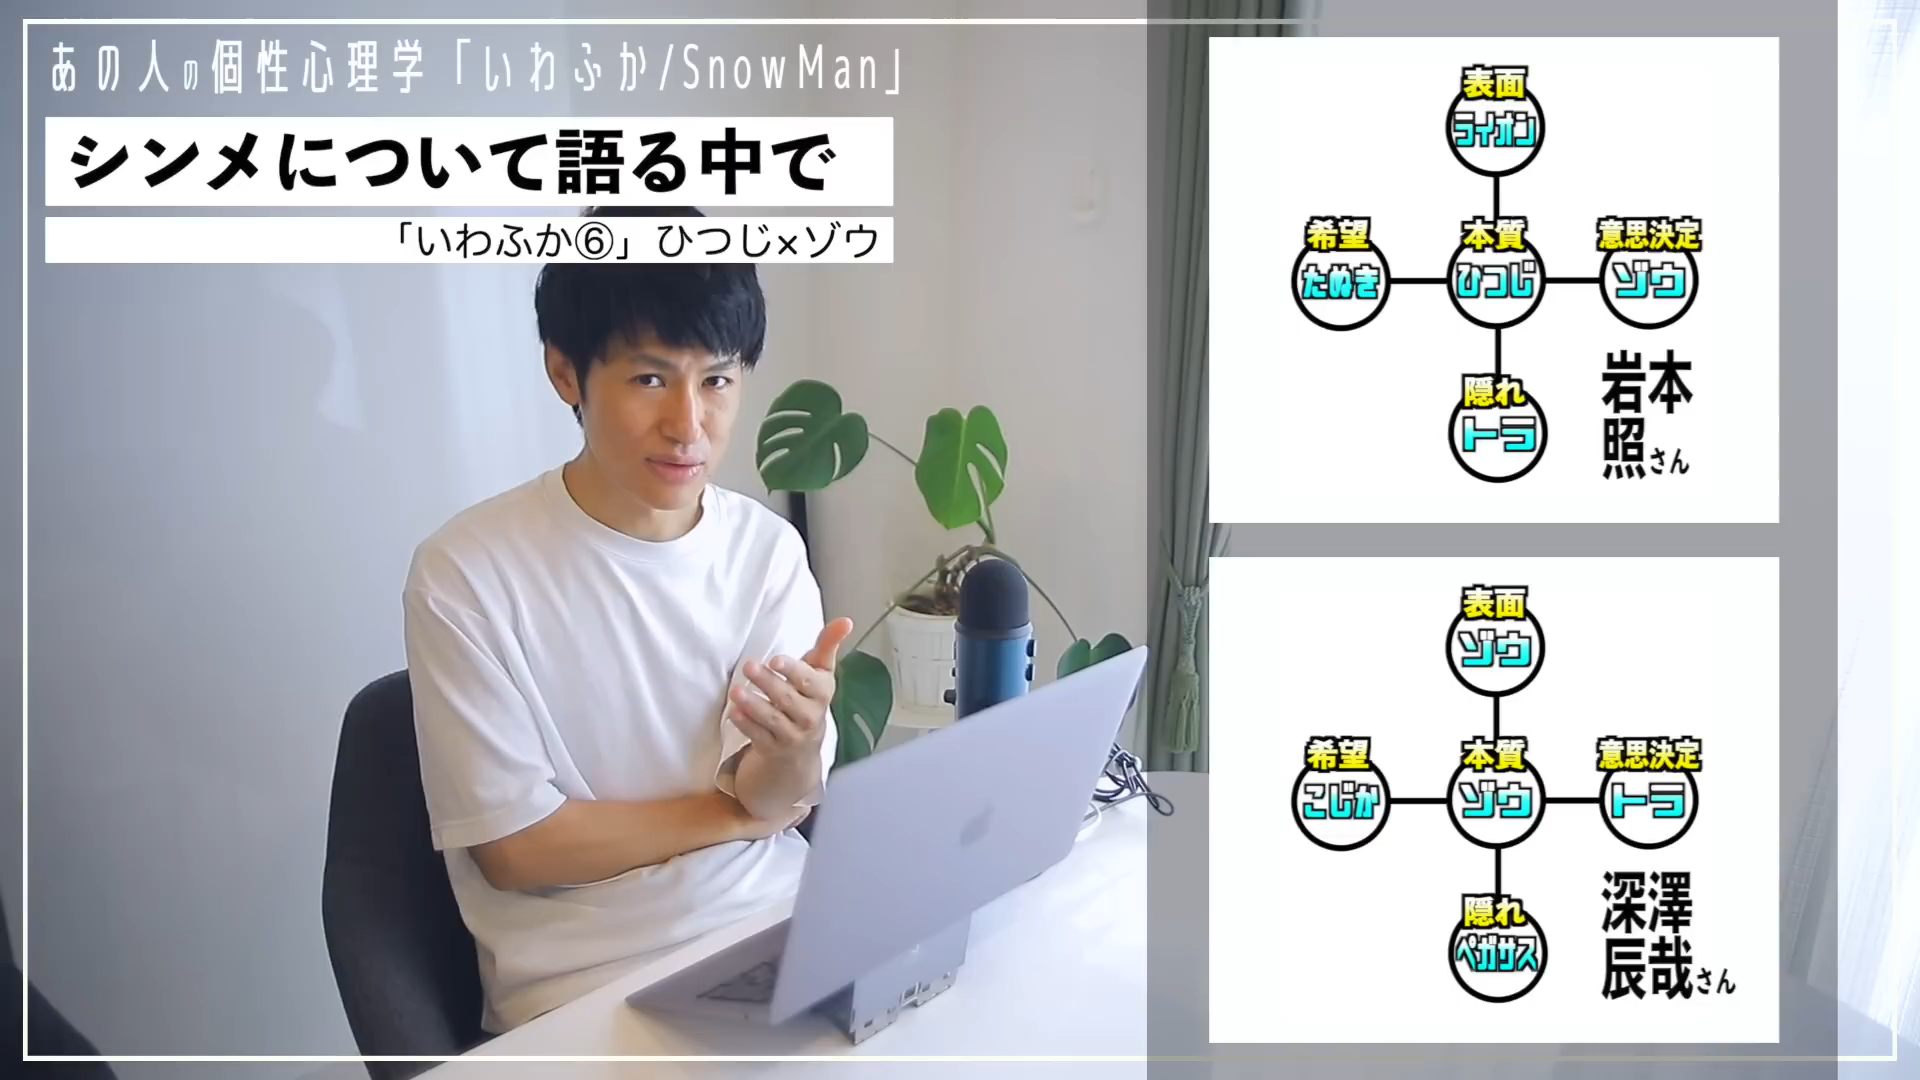 あの人の個性心理学「いわふか/SnowMan」
シンメについて語る中で
「いわふか⑥」ひつじ×ゾウ
表面
ライオン
希望
たぬき
本質
ひつじ
意思決定
ゾウ
隠れ
トラ
岩本
照さん
表面
ゾウ
希望
こじか
本質
ゾウ
意思決定
トラ
隠れ
ペガサス
深澤
辰哉さん